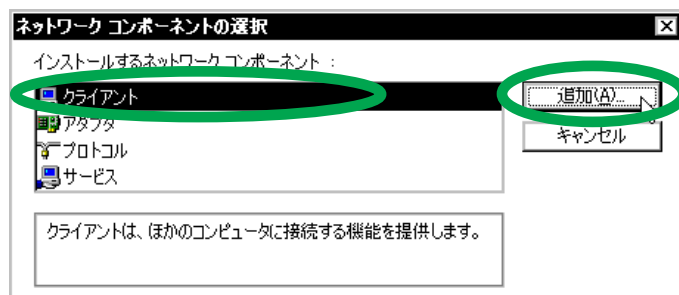 ネットワーク コンポーネントの選択
インストールするネットワーク コンポーネント :
クライアント
アダプタ
プロトコル
サービス
追加(A)...
キャンセル
クライアントは、ほかのコンピュータに接続する機能を提供します。